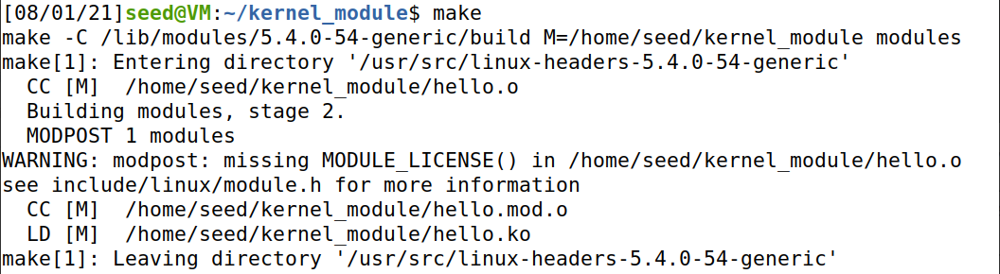 [08/01/21]seed@VM:~/kernel_module$ make
make -C /lib/modules/5.4.0-54-generic/build M=/home/seed/kernel_module modules
make[1]: Entering directory '/usr/src/linux-headers-5.4.0-54-generic'
  CC [M]  /home/seed/kernel_module/hello.o
  Building modules, stage 2.
  MODPOST 1 modules
WARNING: modpost: missing MODULE_LICENSE() in /home/seed/kernel_module/hello.o
see include/linux/module.h for more information
  CC [M]  /home/seed/kernel_module/hello.mod.o
  LD [M]  /home/seed/kernel_module/hello.ko
make[1]: Leaving directory '/usr/src/linux-headers-5.4.0-54-generic'